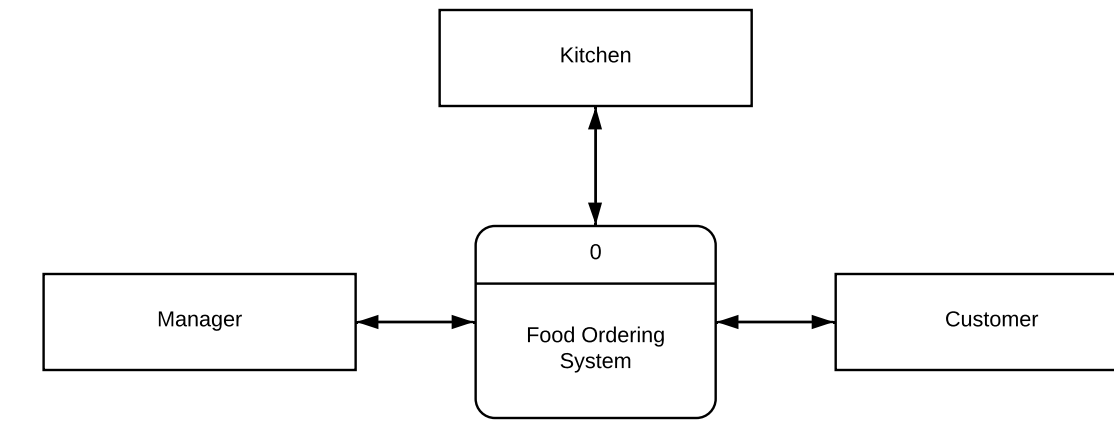 Kitchen
0
Manager
Food Ordering
System
Customer